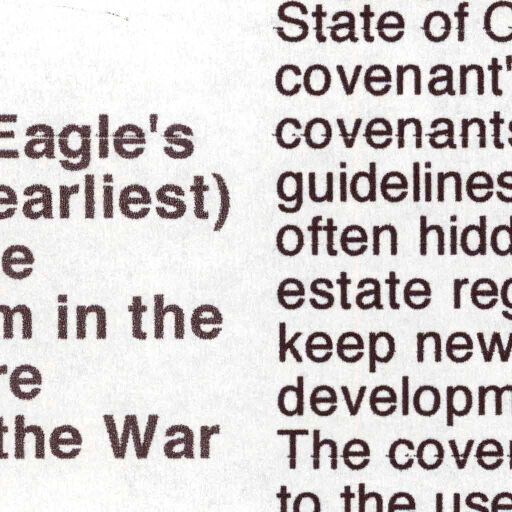 Eagle's
earliest)
e
m in the
re
the War
State of C
covenant'
covenants
guidelines
often hidd
estate reg
keep new
developm
The cover
to the use